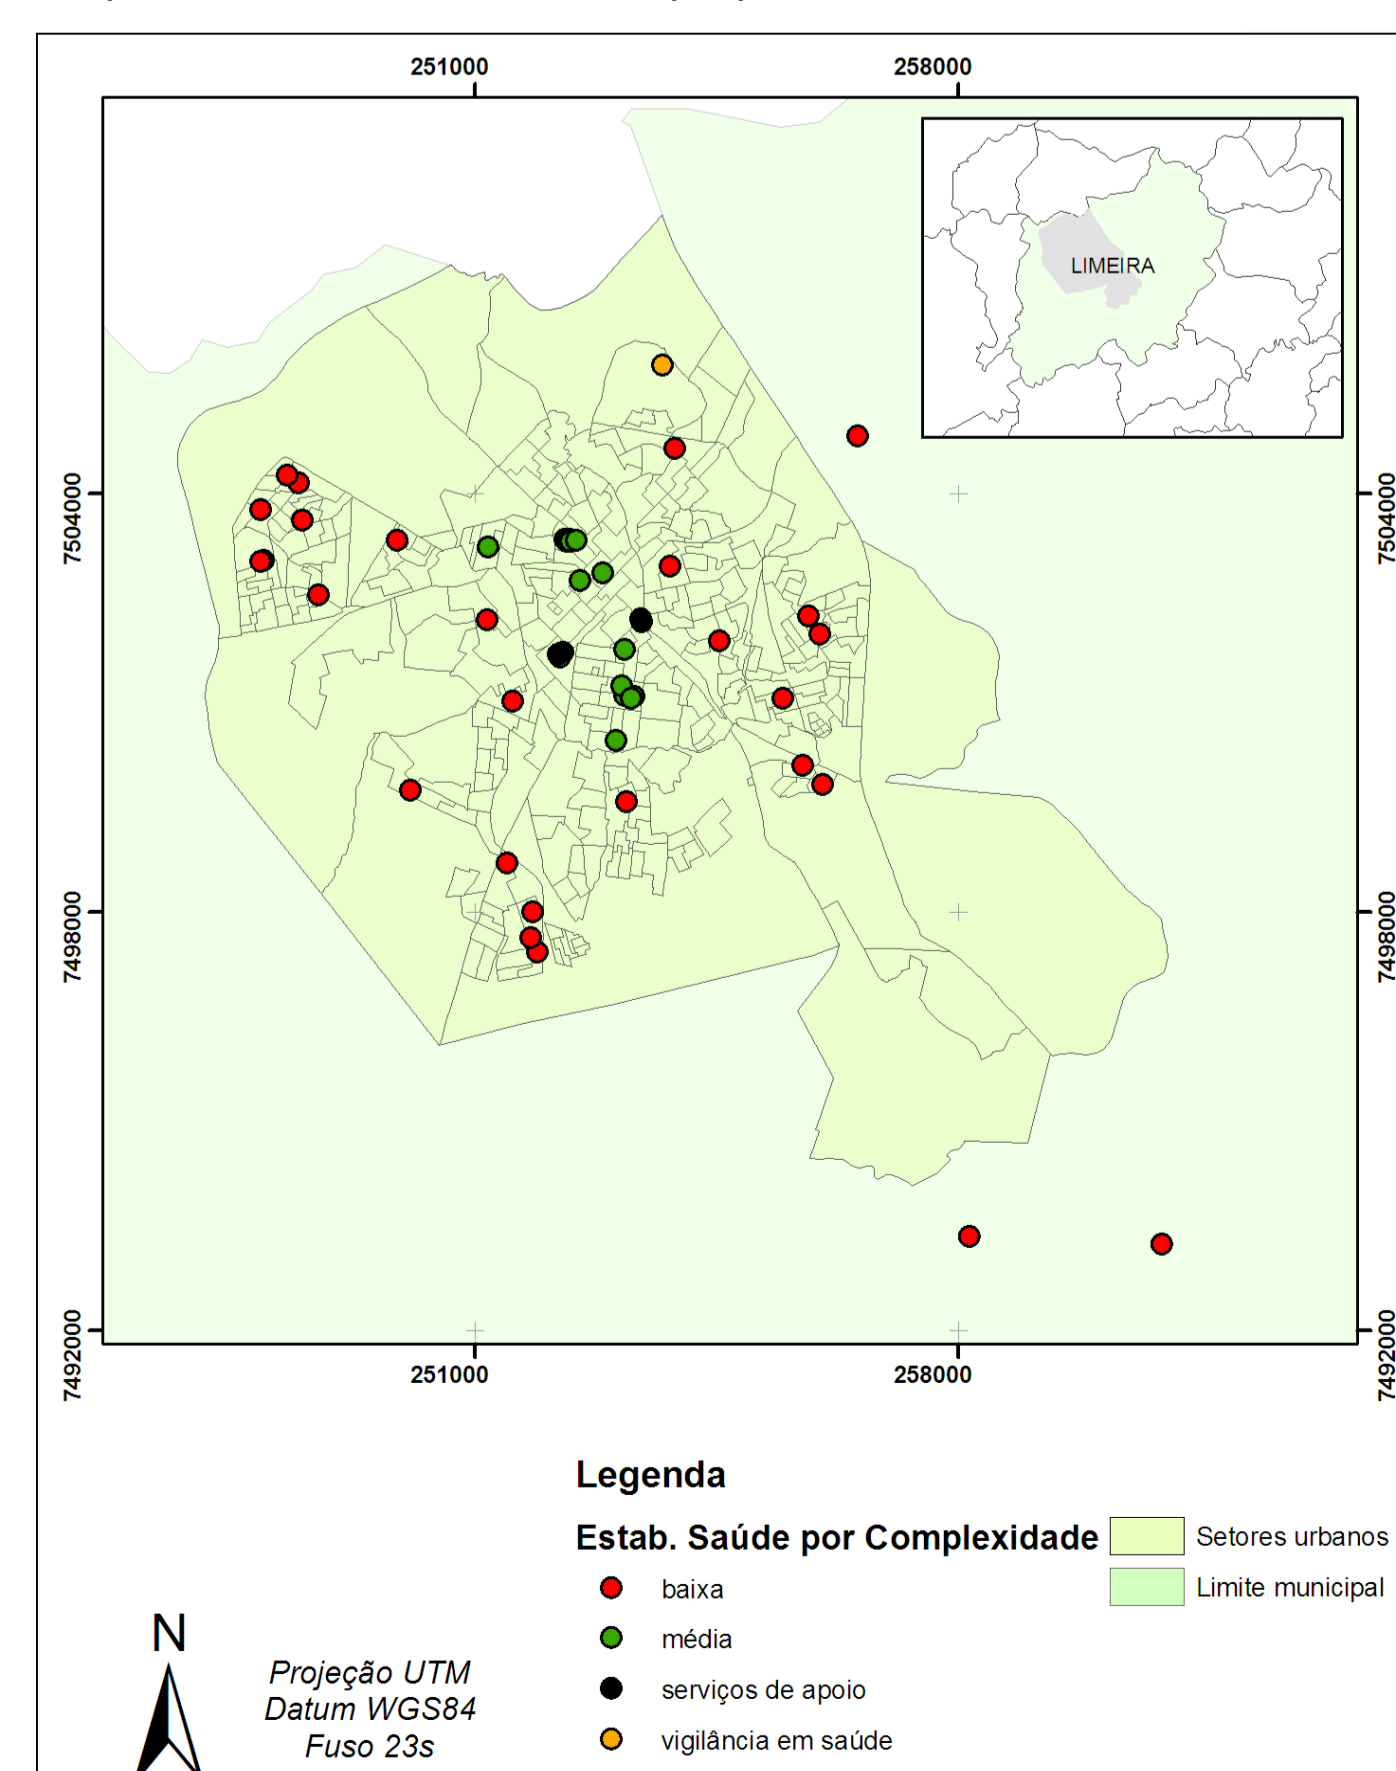 251000
258000
LIMEIRA
7504000
7504000
7498000
7498000
7492000
7492000
251000
258000
Legenda
Estab. Saúde por Complexidade
Setores urbanos
baixa
Limite municipal
média
serviços de apoio
vigilância em saúde
N
Projeção UTM
Datum WGS84
Fuso 23s